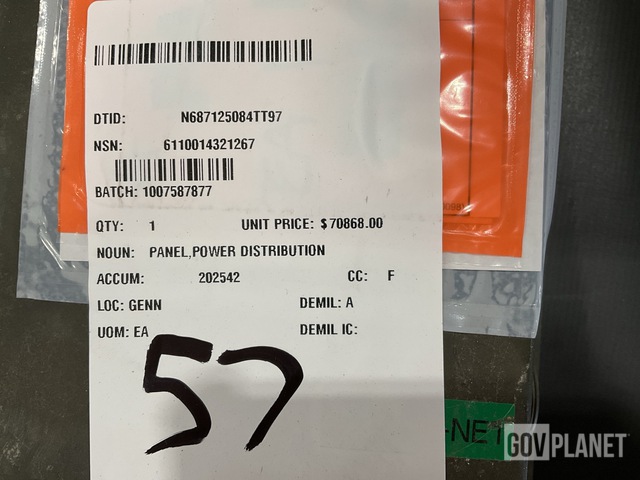 DTID: N687125084TT97
NSN: 6110014321267
BATCH: 1007587877
QTY: 1 UNIT PRICE: $70868.00
NOUN: PANEL,POWER DISTRIBUTION
ACCUM: 202542 CC: F
LOC: GENN DEMIL: A
UOM: EA DEMIL IC:
57
GOVPLANET